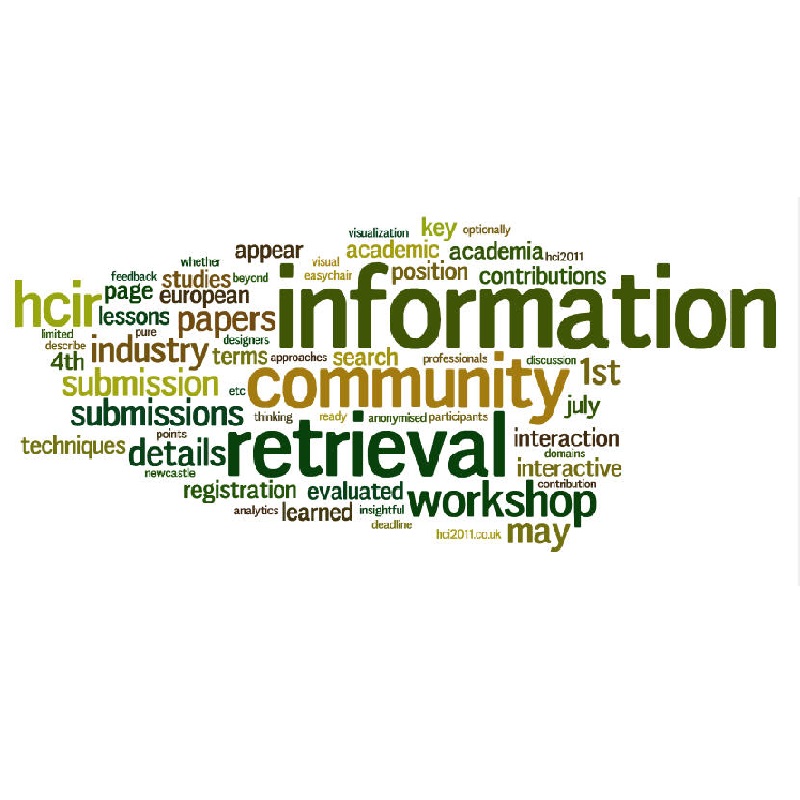 visualization key optionally
appear academic academia hci2011
whether visual
feedback studies beyond easychair position contributions
hcir page european information
lessons papers
limited pure designers
describe industry
4th terms approaches search professionals discussion 1st
submission etc community july
submissions thinking ready anonymised participants
techniques points details retrieval interaction
domains
newcastle interactive
registration evaluated workshop contribution
analytics learned insightful
deadline hci2011.co.uk may